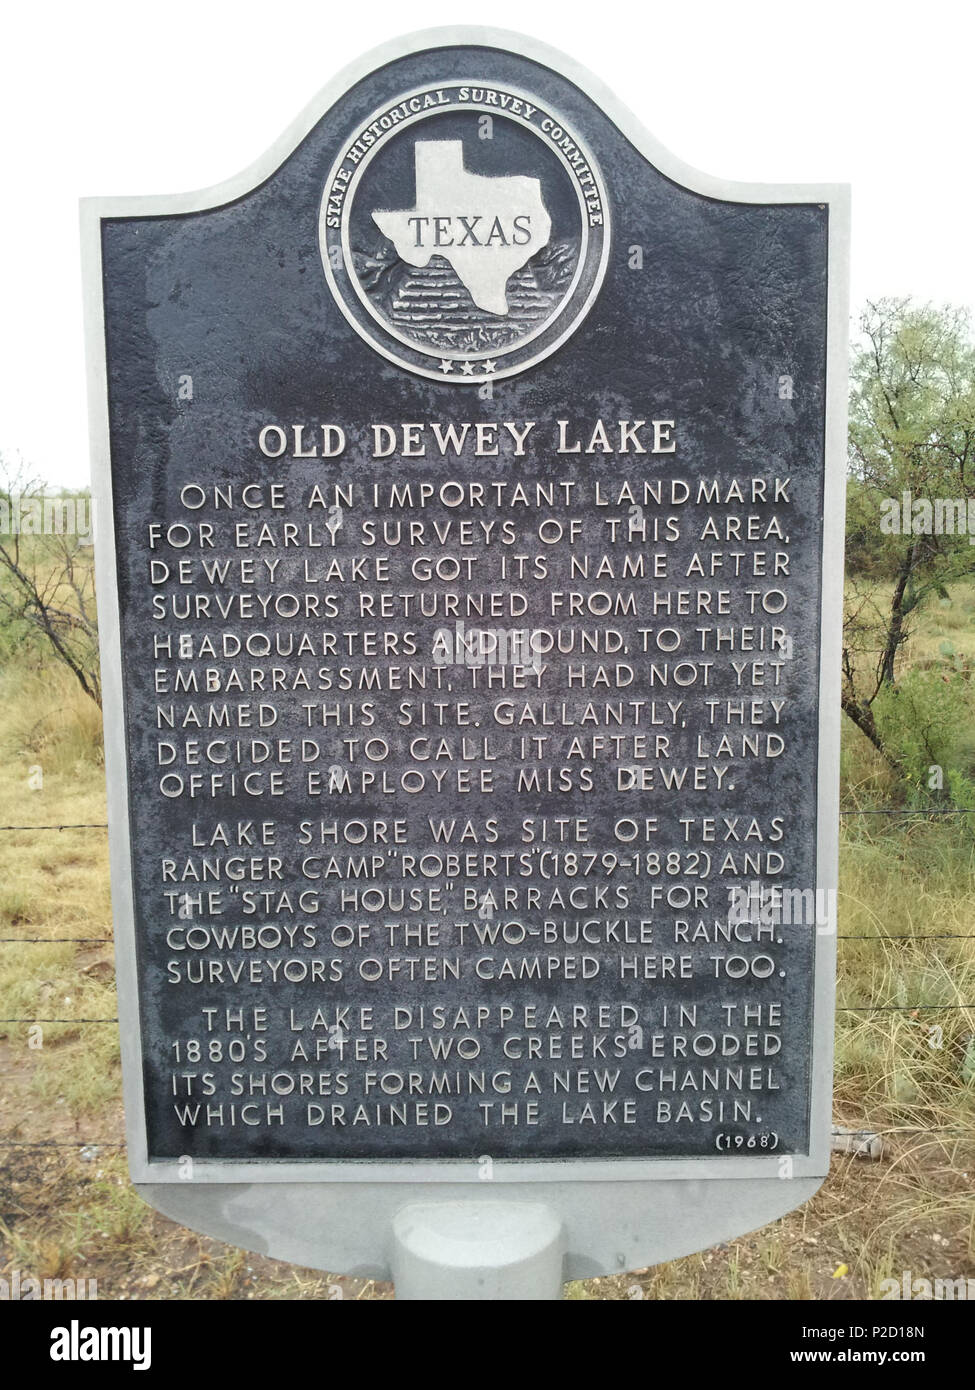 STATE HISTORICAL SURVEY COMMITTEE
TEXAS
OLD DEWEY LAKE
ONCE AN IMPORTANT LANDMARK
FOR EARLY SURVEYS OF THIS AREA,
DEWEY LAKE GOT ITS NAME AFTER
SURVEYORS RETURNED FROM HERE TO
HEADQUARTERS AND FOUND, TO THEIR
EMBARRASSMENT, THEY HAD NOT YET
NAMED THIS SITE. GALLANTLY, THEY
DECIDED TO CALL IT AFTER LAND
OFFICE EMPLOYEE MISS DEWEY.
LAKE SHORE WAS SITE OF TEXAS
RANGER CAMP "ROBERTS" (1879-1882) AND
THE "STAG HOUSE," BARRACKS FOR THE
COWBOYS OF THE TWO-BUCKLE RANCH.
SURVEYORS OFTEN CAMPED HERE TOO.
THE LAKE DISAPPEARED IN THE
1880'S AFTER TWO CREEKS ERODED
ITS SHORES FORMING A NEW CHANNEL
WHICH DRAINED THE LAKE BASIN.
(1968)
alamy
alamy stock photo
P2D18N
www.alamy.com